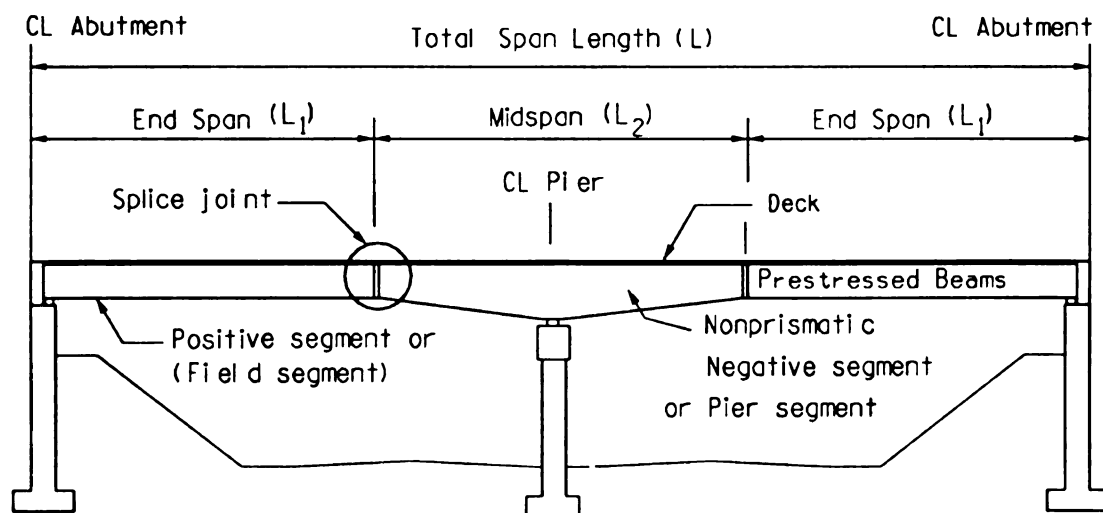 CL Abutment
CL Abutment
Total Span Length (L)
End Span (L₁)
Midspan (L₂)
End Span (L₁)
CL Pier
Splice joint
Deck
Prestressed Beams
Positive segment or
(Field segment)
Nonprismatic
Negative segment
or Pier segment